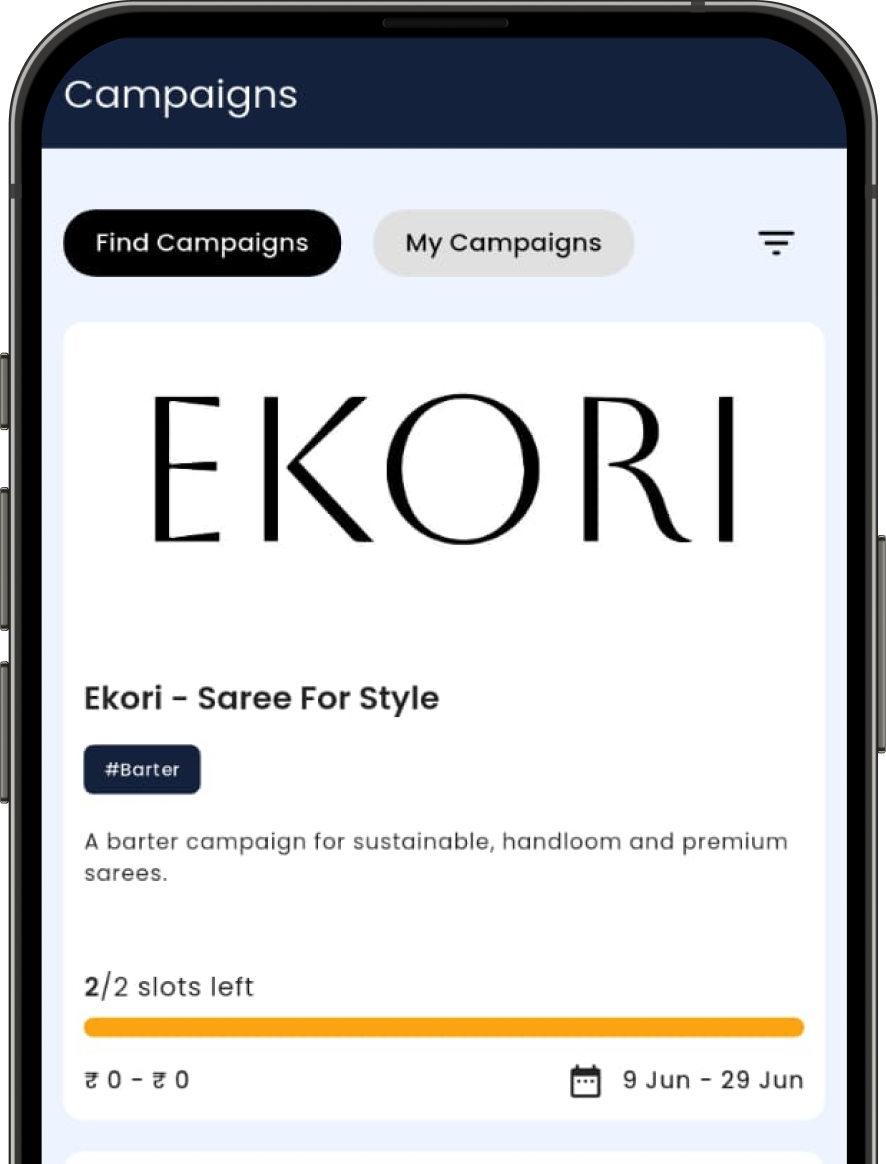 Campaigns
Find Campaigns
My Campaigns
EKORI
Ekori - Saree For Style
#Barter
A barter campaign for sustainable, handloom and premium
sarees.
2/2 slots left
₹ 0 - ₹ 0
9 Jun - 29 Jun